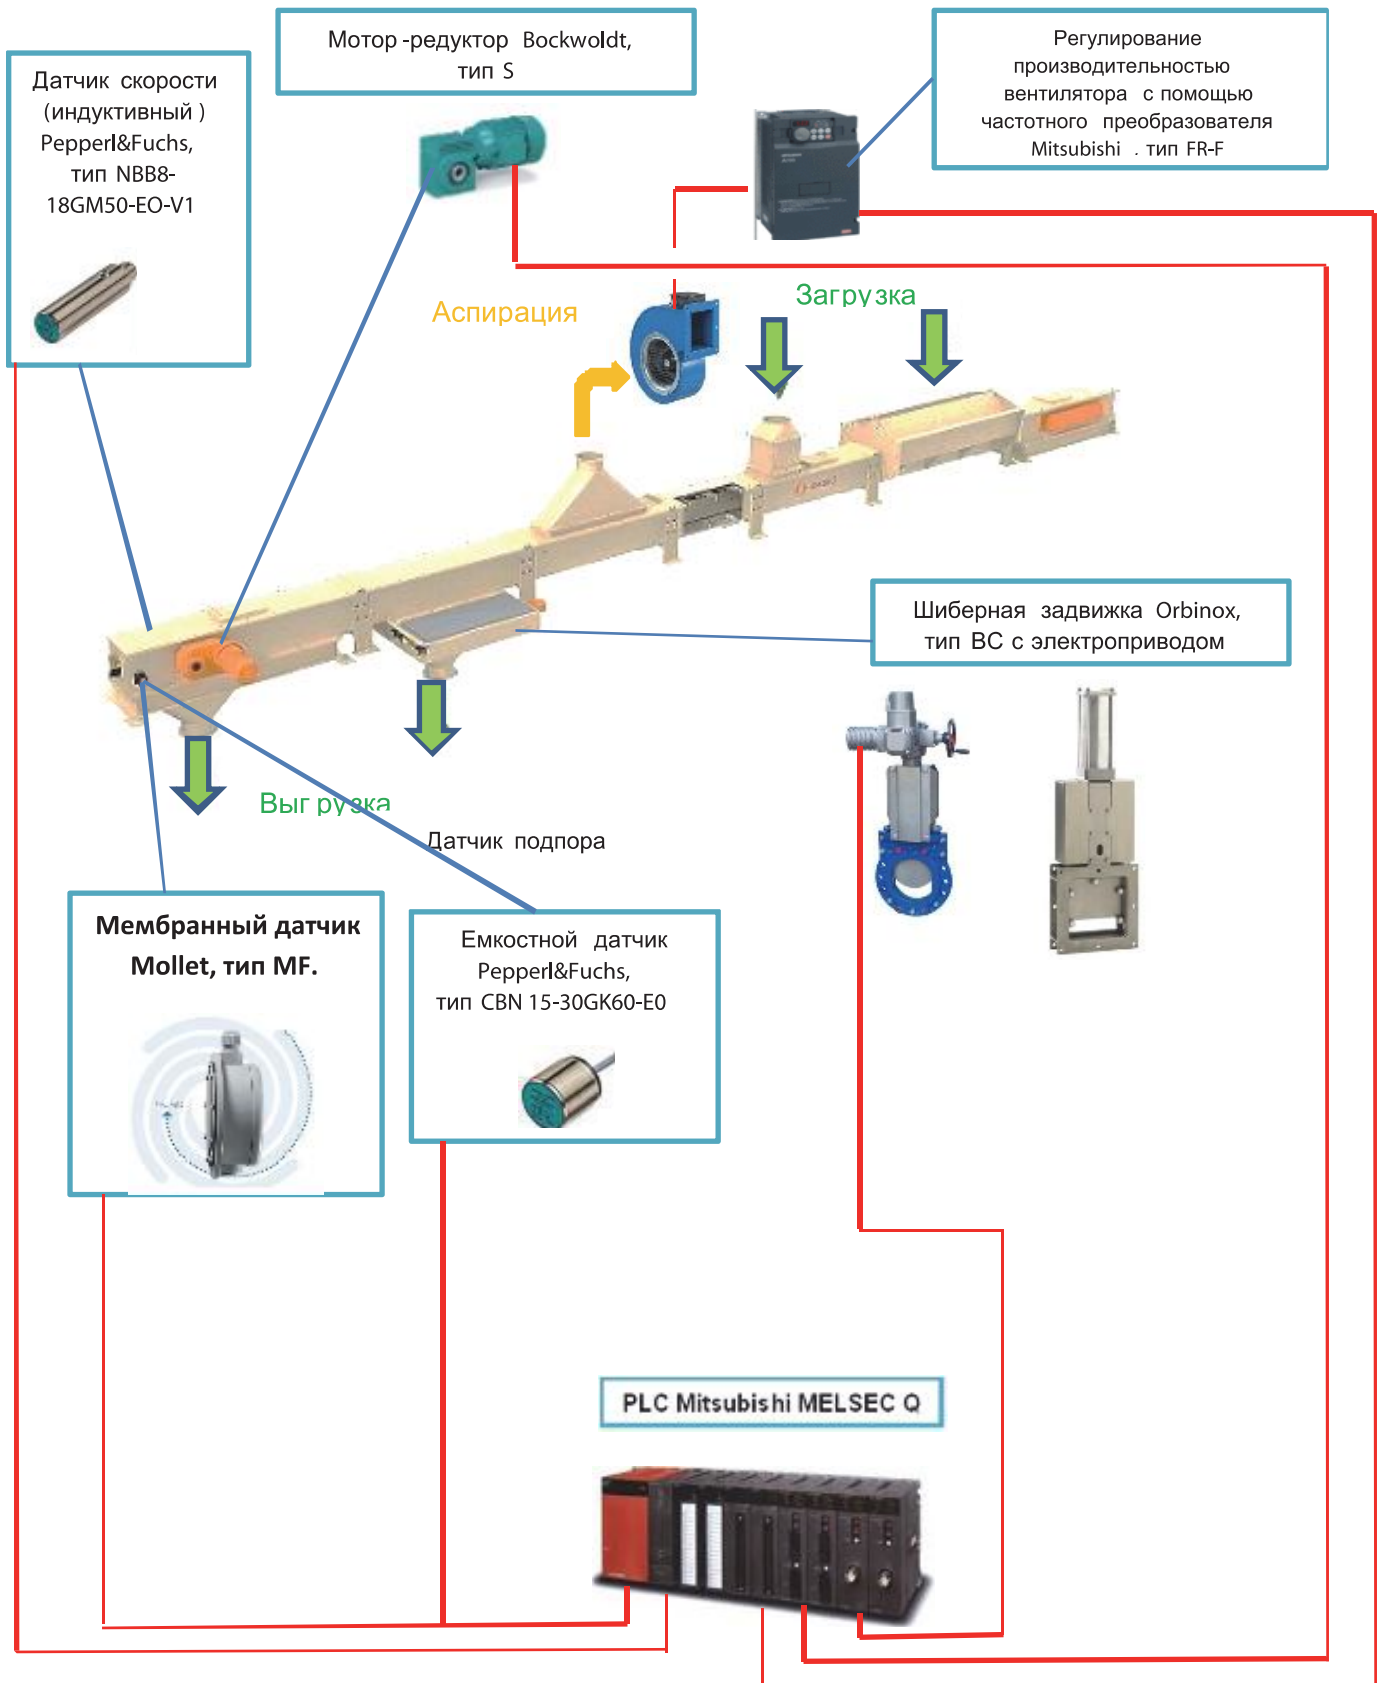 Мотор -редуктор Bockwoldt,
тип S
Регулирование
производительностью
вентилятора с помощью
частотного преобразователя
Mitsubishi . тип FR-F
Датчик скорости
(индуктивный )
Pepperl&Fuchs,
тип NBB8-
18GM50-EO-V1
Аспирация
Загрузка
Шиберная задвижка Orbinox,
тип ВС с электроприводом
Выг рузка
Датчик подпора
Мембранный датчик
Mollet, тип MF.
Емкостной датчик
Pepperl&Fuchs,
тип CBN 15-30GK60-E0
PLC Mitsubishi MELSEC Q